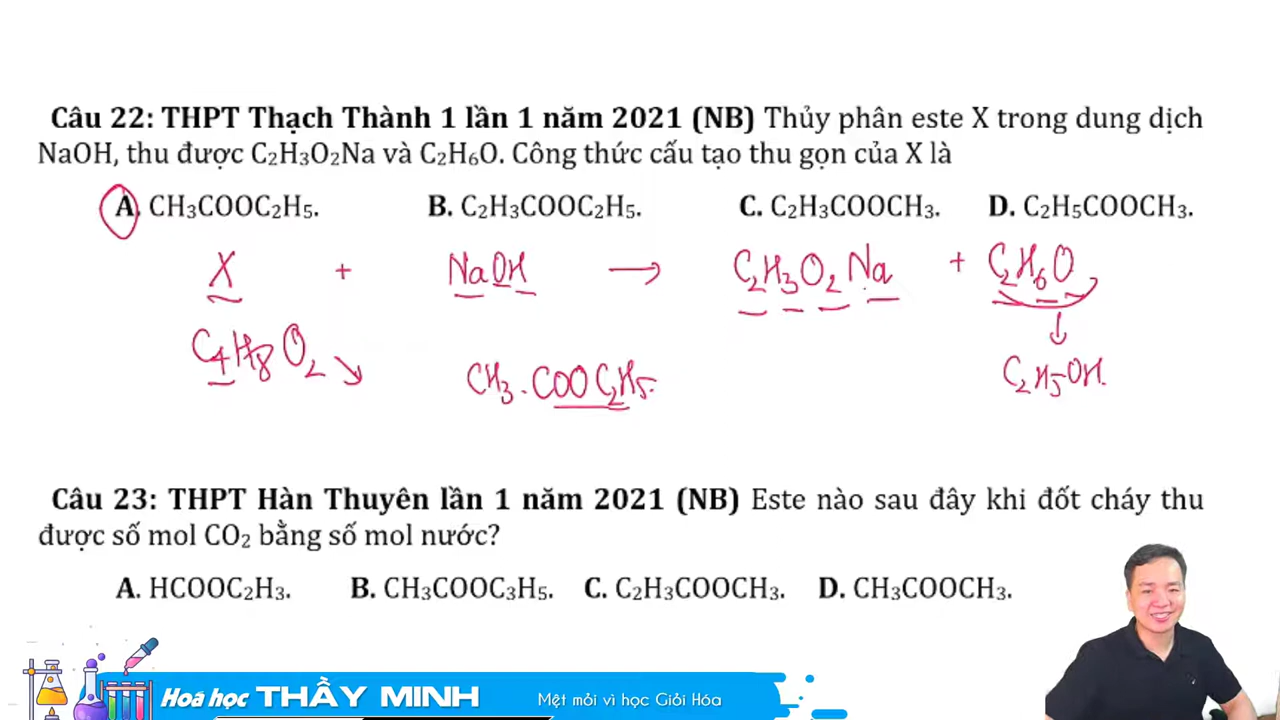 Câu 22: THPT Thạch Thành 1 lần 1 năm 2021 (NB) Thủy phân este X trong dung dịch
NaOH, thu được C₂H₃O₂Na và C₂H₆O. Công thức cấu tạo thu gọn của X là
A. CH₃COOC₂H₅. B. C₂H₃COOC₂H₅. C. C₂H₃COOCH₃. D. C₂H₅COOCH₃.
X + NaOH → C₂H₃O₂Na + C₂H₆O
C₄H₈O₂ ↘ CH₃.COOC₂H₅. ↓ C₂H₅OH.
Câu 23: THPT Hàn Thuyên lần 1 năm 2021 (NB) Este nào sau đây khi đốt cháy thu
được số mol CO₂ bằng số mol nước?
A. HCOOC₂H₃. B. CH₃COOC₃H₅. C. C₂H₃COOCH₃. D. CH₃COOCH₃.
Hoá học THẦY MINH Mệt mỏi vì học Giỏi Hóa